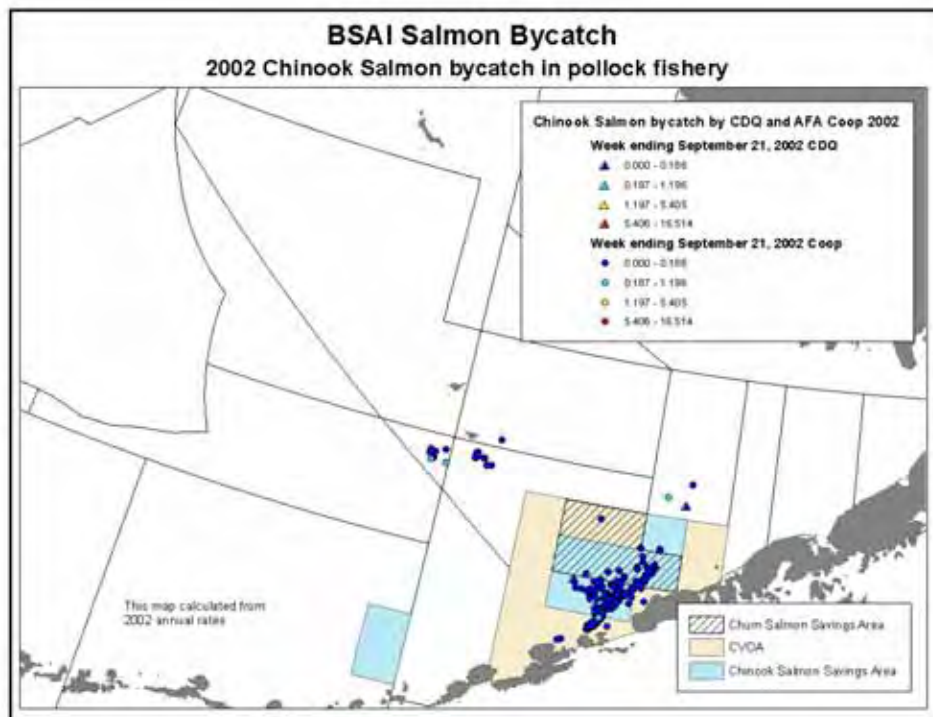 BSAI Salmon Bycatch
2002 Chinook Salmon bycatch in pollock fishery
Chinook Salmon bycatch by CDQ and AFA Coop 2002
Week ending September 21, 2002 CDQ
0.000 - 0.186
0.187 - 1.196
1.197 - 5.405
5.406 - 16.514
Week ending September 21, 2002 Coop
0.000 - 0.186
0.187 - 1.196
1.197 - 5.405
5.406 - 16.514
This map calculated from
2002 annual rates
Chum Salmon Savings Area
CVOA
Chinook Salmon Savings Area